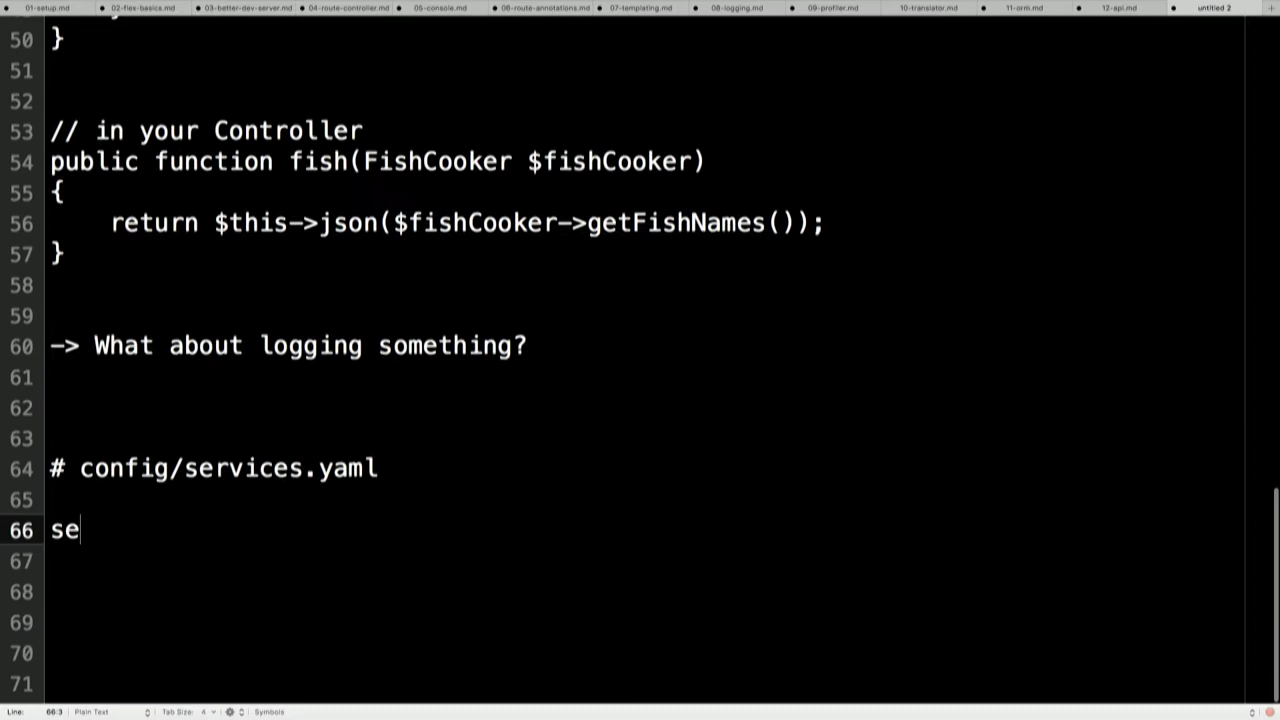 01-setup.md 02-flex-basics.md 03-better-dev-server.md 04-route-controller.md 05-console.md 06-route-annotations.md 07-templating.md 08-logging.md 09-profiler.md 10-translator.md 11-orm.md 12-api.md untitled 2
50 }
51
52
53 // in your Controller
54 public function fish(FishCooker $fishCooker)
55 {
56 return $this->json($fishCooker->getFishNames());
57 }
58
59
60 -> What about logging something?
61
62
63
64 # config/services.yaml
65
66 se
67
68
69
70
71
Line: 66:3 Plain Text Tab Size: 4 Symbols